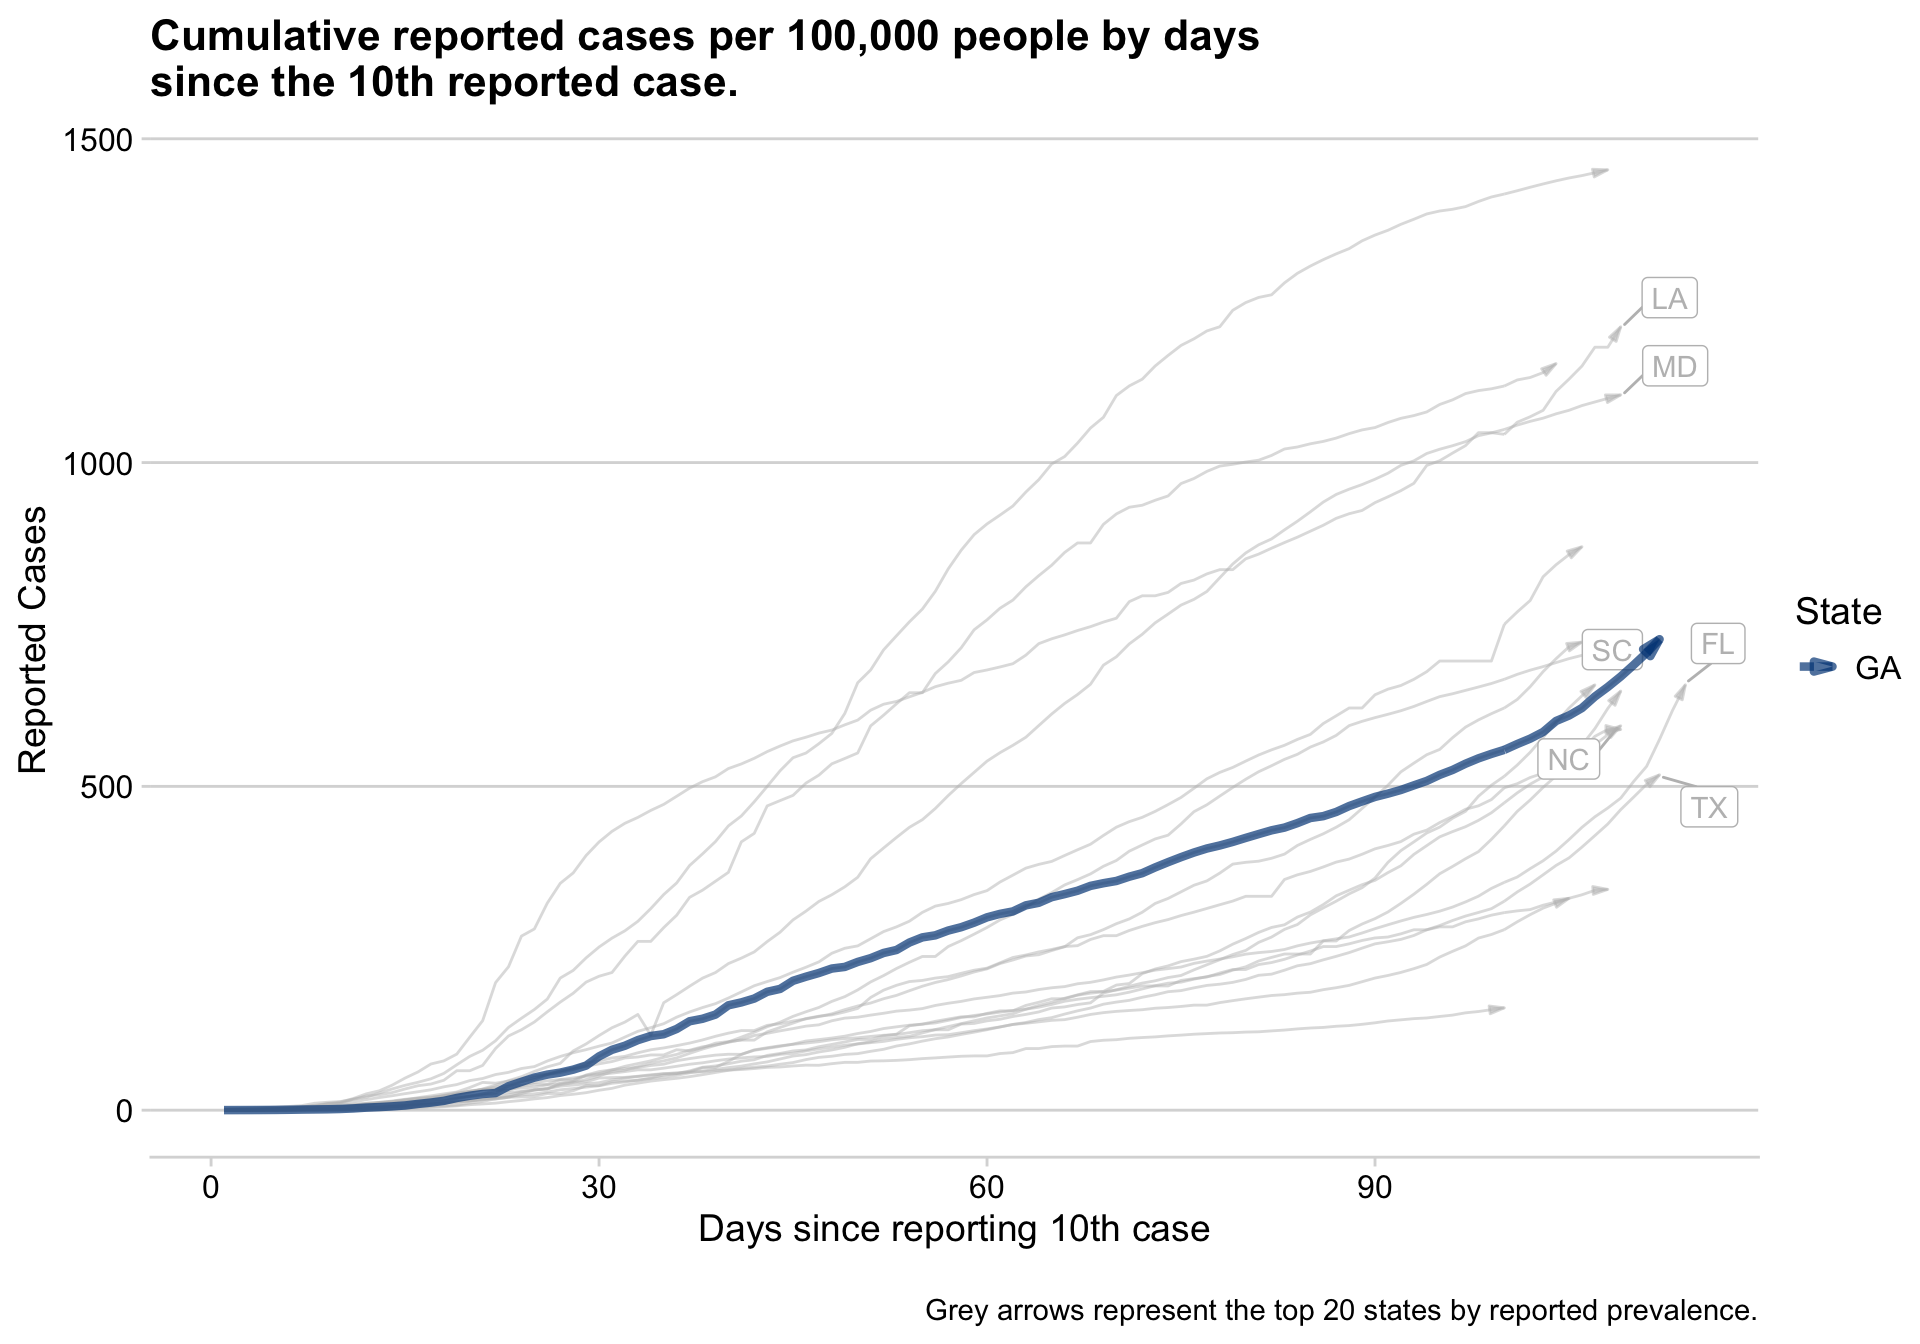 Cumulative reported cases per 100,000 people by days
since the 10th reported case.
1500
1000
500
0
Reported Cases
LA
MD
SC
FL
NC
TX
State
GA
0
30
60
90
Days since reporting 10th case
Grey arrows represent the top 20 states by reported prevalence.